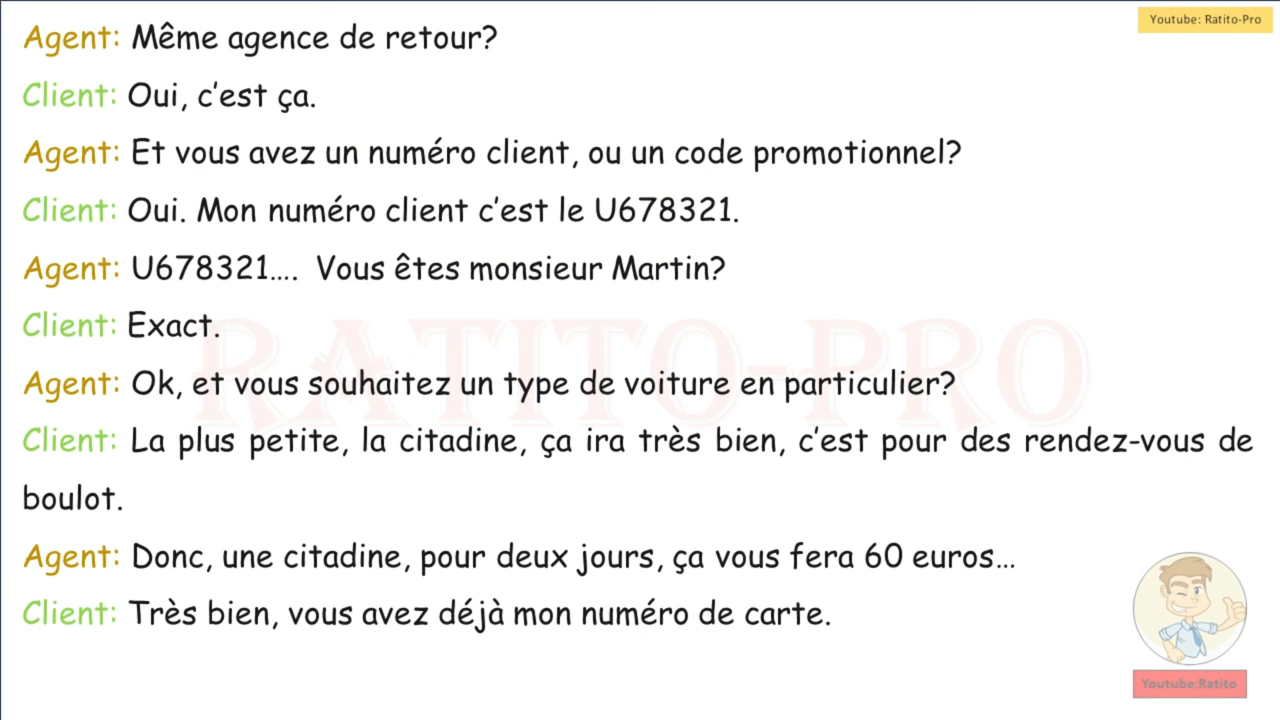 Youtube: Ratito-Pro
Agent: Même agence de retour?
Client: Oui, c’est ça.
Agent: Et vous avez un numéro client, ou un code promotionnel?
Client: Oui. Mon numéro client c’est le U678321.
Agent: U678321…. Vous êtes monsieur Martin?
Client: Exact.
RATITO-PRO
Agent: Ok, et vous souhaitez un type de voiture en particulier?
Client: La plus petite, la citadine, ça ira très bien, c’est pour des rendez-vous de
boulot.
Agent: Donc, une citadine, pour deux jours, ça vous fera 60 euros…
Client: Très bien, vous avez déjà mon numéro de carte.
Youtube:Ratito